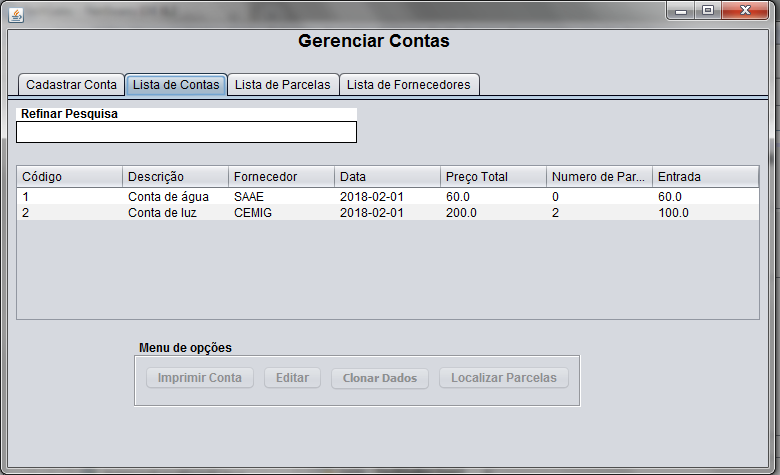 Gerenciar Contas
Cadastrar Conta Lista de Contas Lista de Parcelas Lista de Fornecedores
Refinar Pesquisa
Código Descrição Fornecedor Data Preço Total Numero de Par... Entrada
1 Conta de água SAAE 2018-02-01 60.0 0 60.0
2 Conta de luz CEMIG 2018-02-01 200.0 2 100.0
Menu de opções
Imprimir Conta Editar Clonar Dados Localizar Parcelas